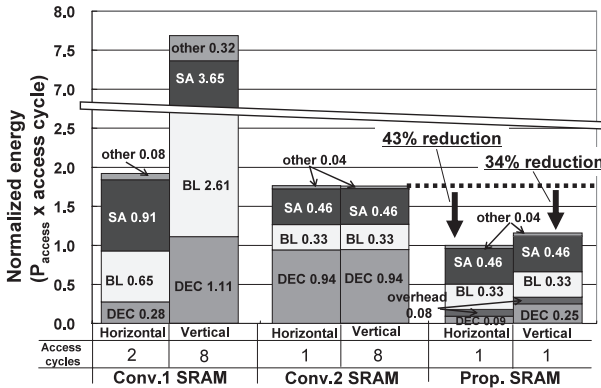 Normalized energy
(Paccess x access cycle)
8.0
7.5
7.0
2.5
2.0
1.5
1.0
0.5
0.0
other 0.08
SA 0.91
BL 0.65
DEC 0.28
other 0.32
SA 3.65
BL 2.61
DEC 1.11
other 0.04
SA 0.46
SA 0.46
BL 0.33
BL 0.33
DEC 0.94
DEC 0.94
43% reduction
34% reduction
other 0.04
SA 0.46
SA 0.46
BL 0.33
BL 0.33
overhead
0.08
DEC 0.09
DEC 0.25
Horizontal Vertical Horizontal Vertical Horizontal Vertical
Access
cycles
2 8 1 8 1 1
Conv.1 SRAM Conv.2 SRAM Prop. SRAM